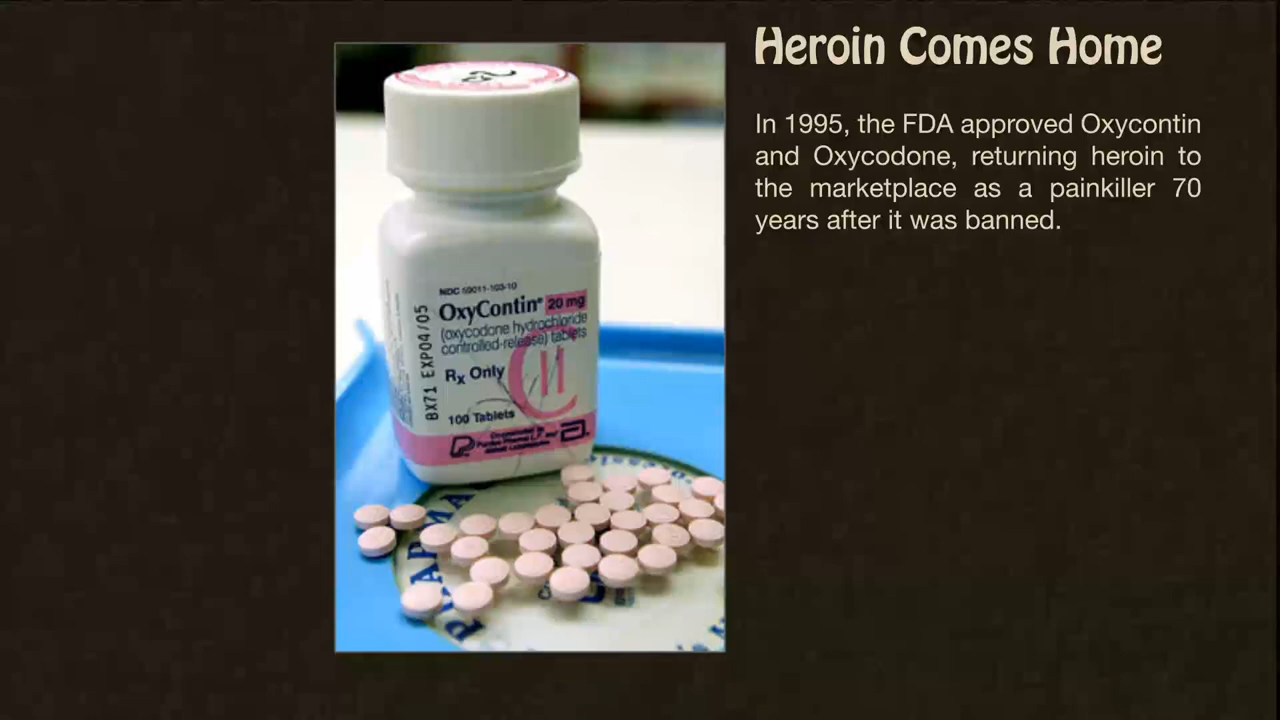 Heroin Comes Home
In 1995, the FDA approved Oxycontin
and Oxycodone, returning heroin to
the marketplace as a painkiller 70
years after it was banned.
NDC 59011-103-10
OxyContin® 20 mg
(oxycodone hydrochloride
controlled-release) tablets
Rx Only
CII
100 Tablets
8X71 EXP04/05